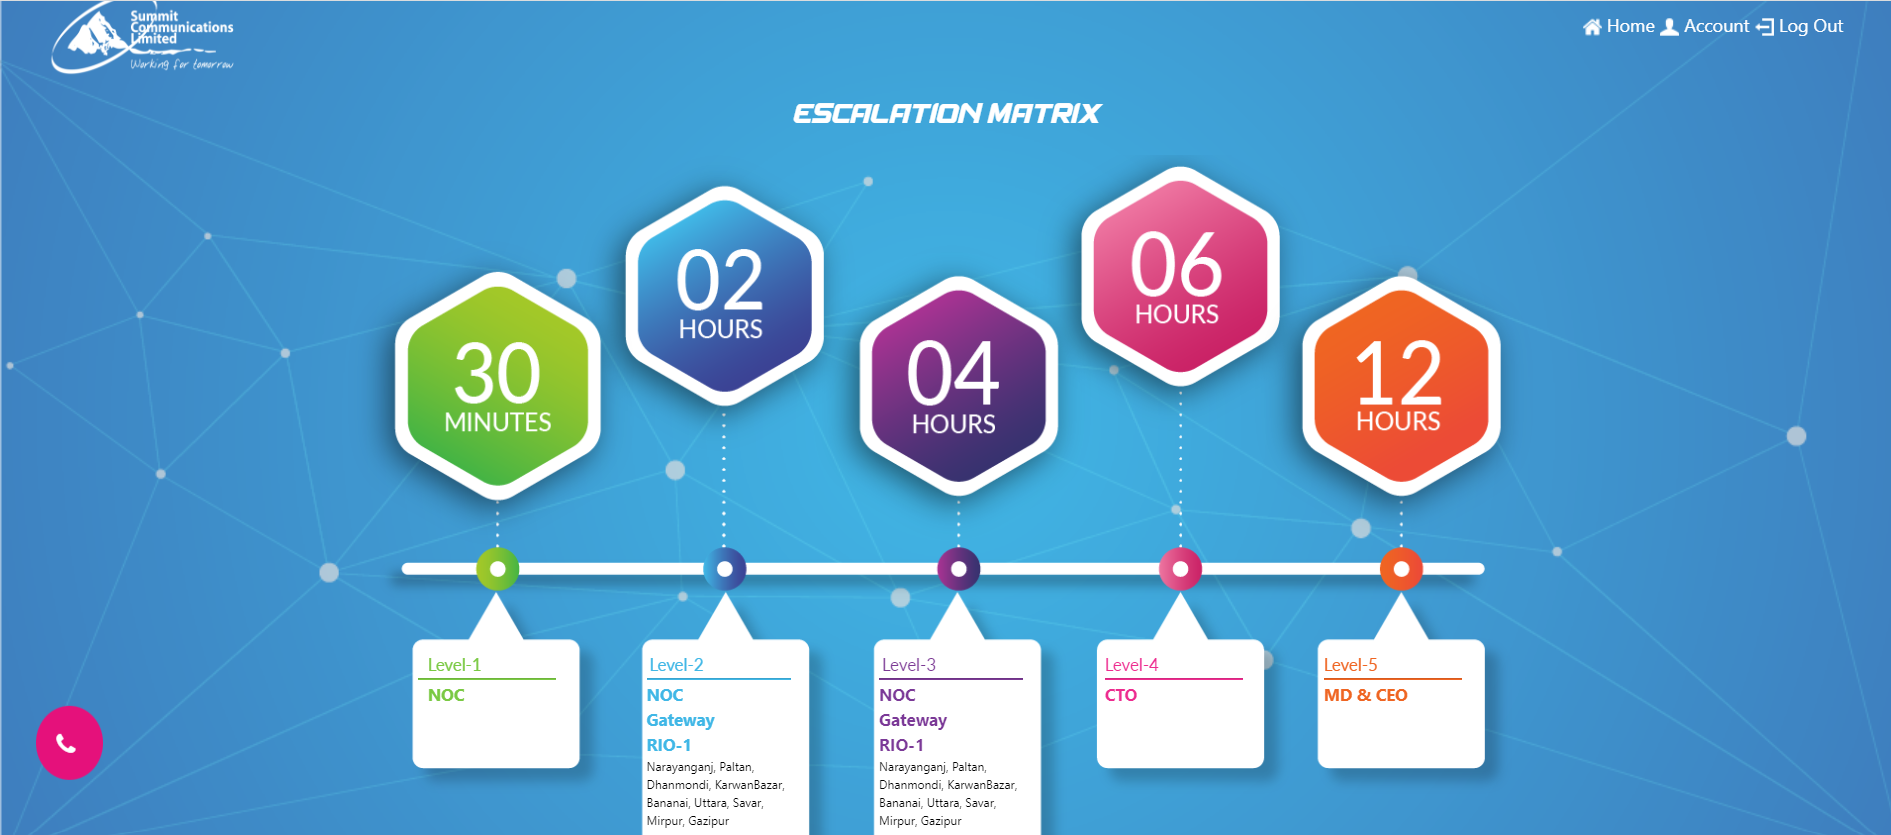 Summit
Communications
Limited
Working for tomorrow
Home Account Log Out
ESCALATION MATRIX
30
MINUTES
02
HOURS
04
HOURS
06
HOURS
12
HOURS
Level-1
NOC
Level-2
NOC
Gateway
RIO-1
Narayanganj, Paltan,
Dhanmondi, KarwanBazar,
Bananai, Uttara, Savar,
Mirpur, Gazipur
Level-3
NOC
Gateway
RIO-1
Narayanganj, Paltan,
Dhanmondi, KarwanBazar,
Bananai, Uttara, Savar,
Mirpur, Gazipur
Level-4
CTO
Level-5
MD & CEO